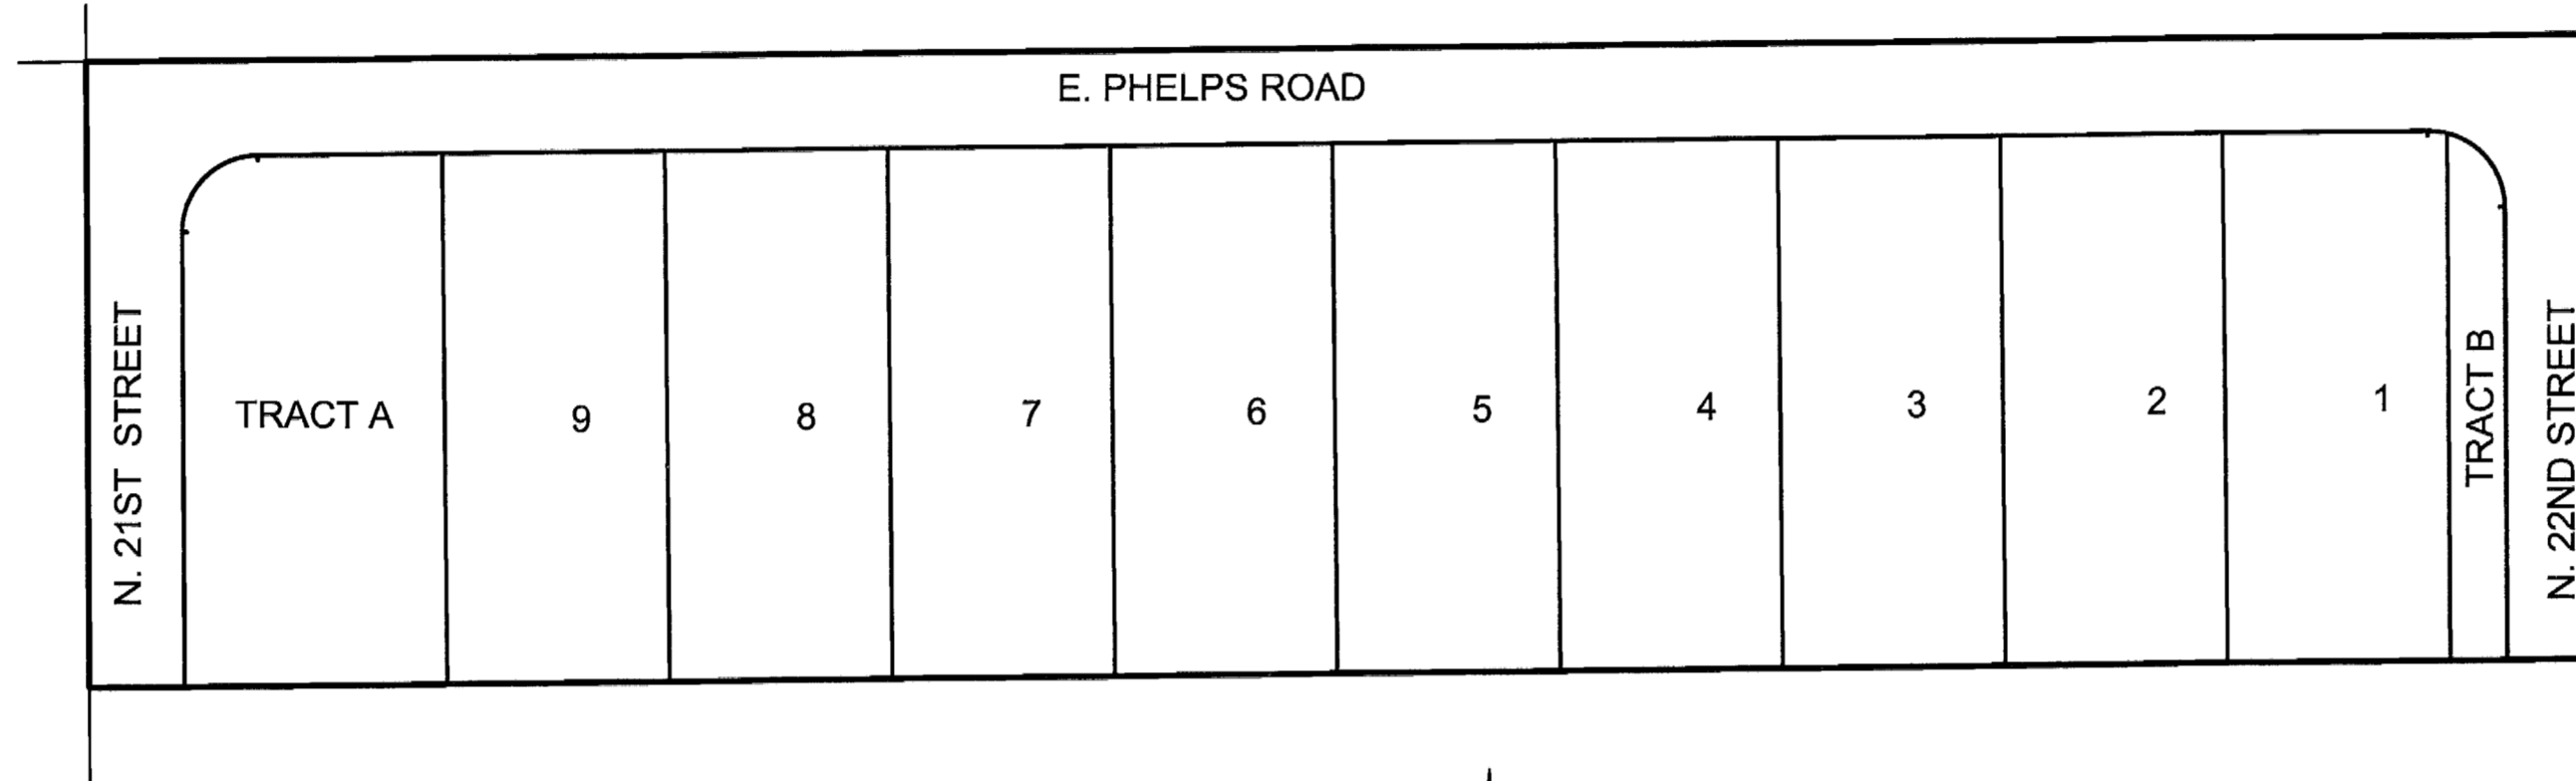 E. PHELPS ROAD
N. 21ST STREET
TRACT A
9
8
7
6
5
4
3
2
1
TRACT B
N. 22ND STREET